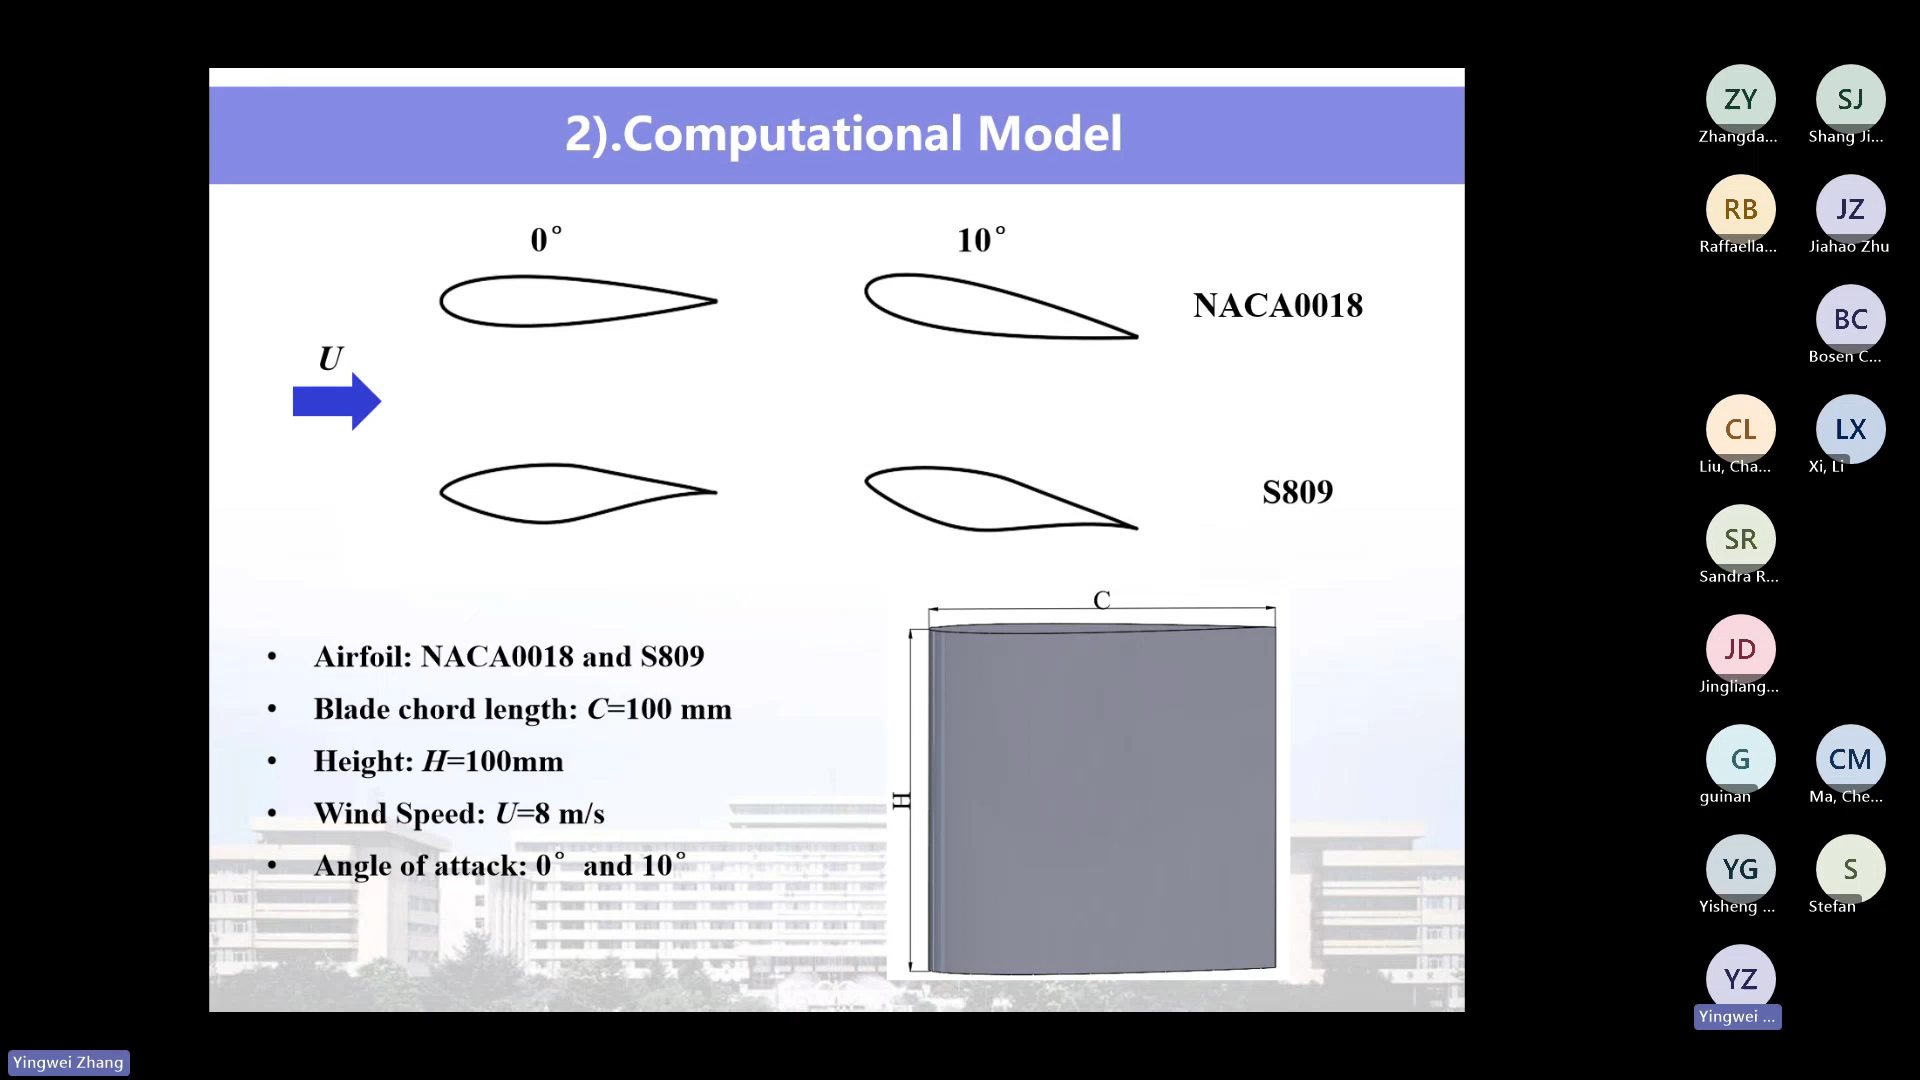 2).Computational Model
0°
10°
NACA0018
U
S809
C
H
• Airfoil: NACA0018 and S809
• Blade chord length: C=100 mm
• Height: H=100mm
• Wind Speed: U=8 m/s
• Angle of attack: 0° and 10°
ZY
Zhangda...
SJ
Shang Ji...
RB
Raffaella...
JZ
Jiahao Zhu
BC
Bosen C...
CL
Liu, Cha...
LX
Xi, Li
SR
Sandra R...
JD
Jingliang...
G
guinan
CM
Ma, Che...
YG
Yisheng ...
S
Stefan
YZ
Yingwei ...
Yingwei Zhang